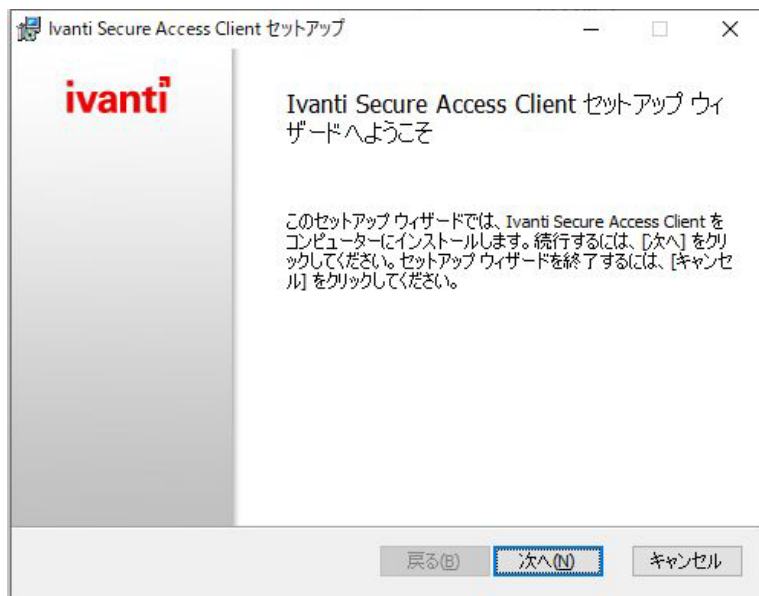 Ivanti Secure Access Client セットアップ
ivanti
Ivanti Secure Access Client セットアップ ウィ
ザードへようこそ
このセットアップ ウィザードでは、Ivanti Secure Access Client を
コンピューターにインストールします。続行するには、[次へ] をクリ
ックしてください。セットアップ ウィザードを終了するには、[キャンセ
ル] をクリックしてください。
戻る(B) 次へ(N) キャンセル